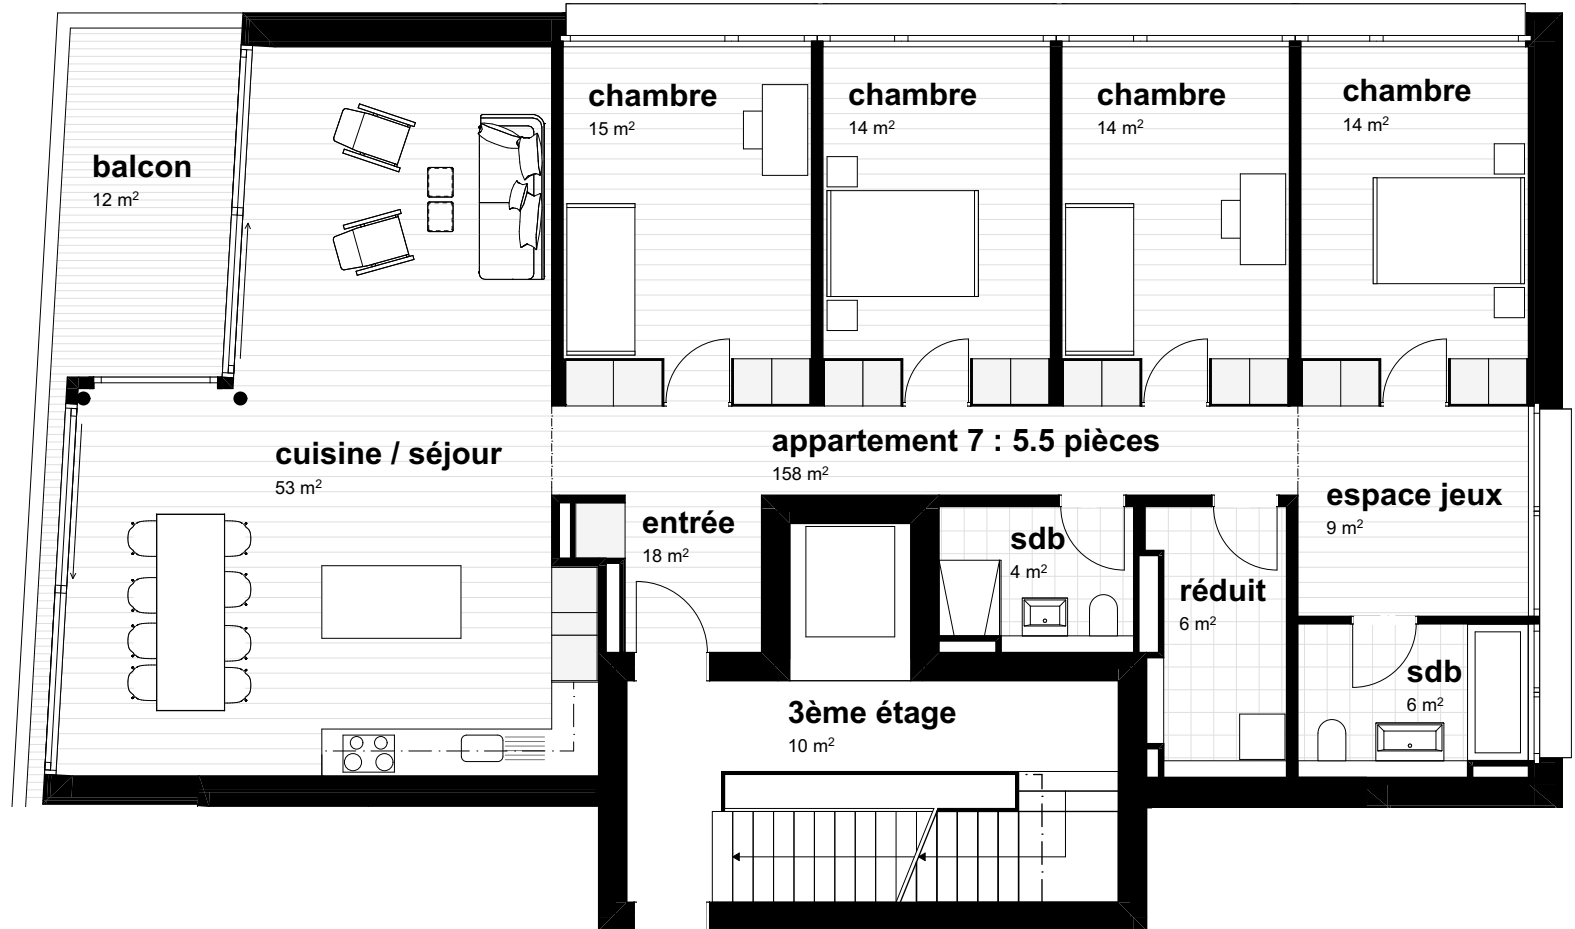 chambre
15 m²
chambre
14 m²
chambre
14 m²
chambre
14 m²
balcon
12 m²
cuisine / séjour
53 m²
appartement 7 : 5.5 pièces
158 m²
espace jeux
9 m²
entrée
18 m²
sdb
4 m²
réduit
6 m²
sdb
6 m²
3ème étage
10 m²